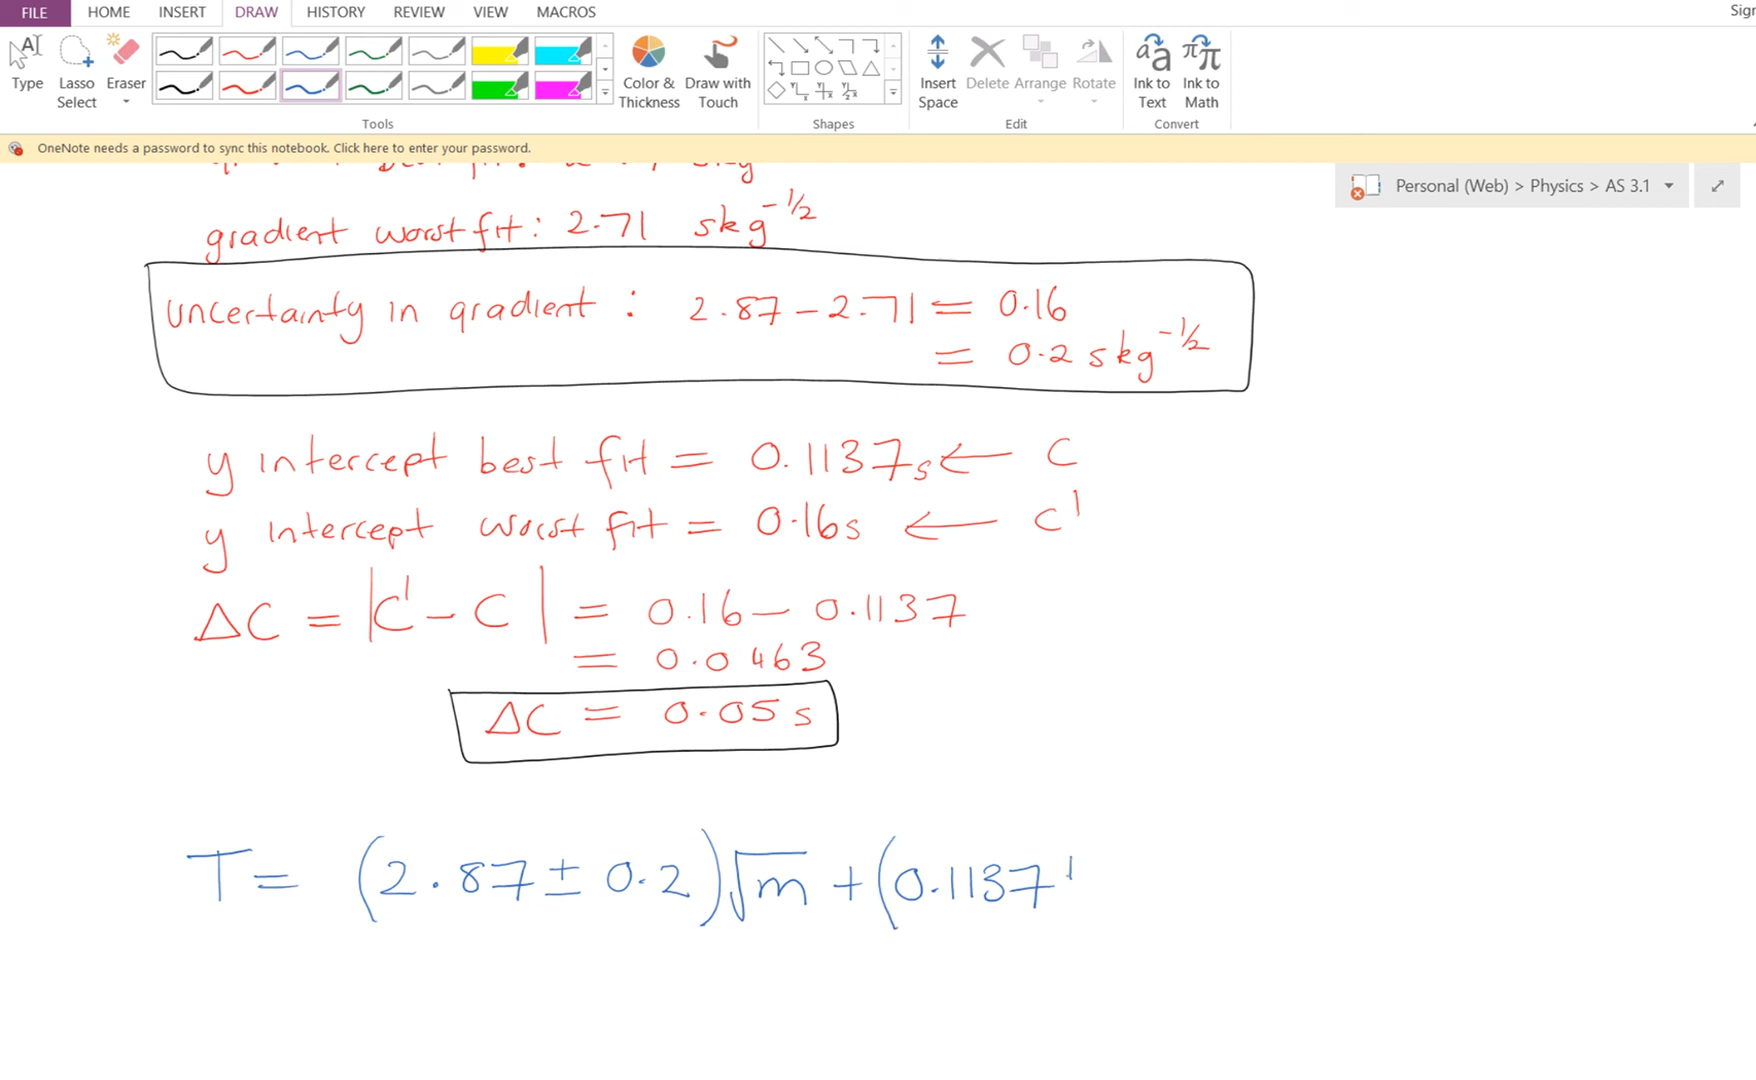 FILE HOME INSERT DRAW HISTORY REVIEW VIEW MACROS Sign
Type Lasso Select Eraser
Color & Thickness Draw with Touch
Insert Space Delete Arrange Rotate
Ink to Text Ink to Math
Tools Shapes Edit Convert
OneNote needs a password to sync this notebook. Click here to enter your password.
Personal (Web) > Physics > AS 3.1
gradient worst fit: 2.71 skg^-1/2
uncertainty in gradient : 2.87 - 2.71 = 0.16
= 0.2 skg^-1/2
y intercept best fit = 0.1137s ← C
y intercept worst fit = 0.16s ← C'
ΔC = |C' - C| = 0.16 - 0.1137
= 0.0463
ΔC = 0.05 s
T = (2.87 ± 0.2)√m + (0.1137